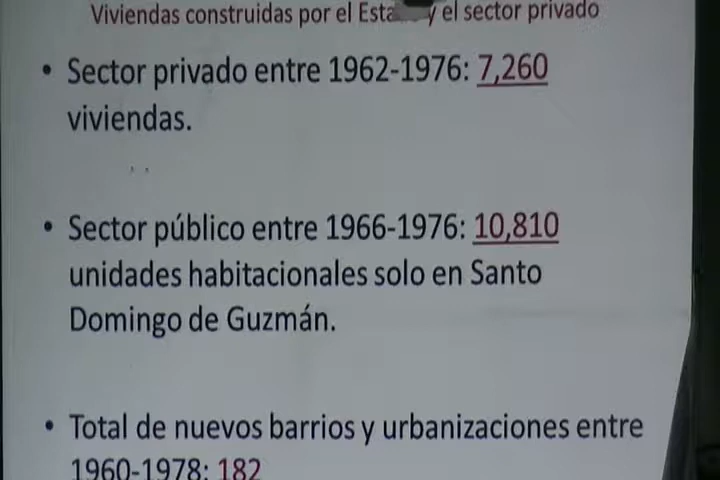 Viviendas construidas por el y el sector privado
• Sector privado entre 1962-1976: 7,260
viviendas.
• Sector público entre 1966-1976: 10,810
unidades habitacionales solo en Santo
Domingo de Guzmán.
• Total de nuevos barrios y urbanizaciones entre
1960-1978: 182